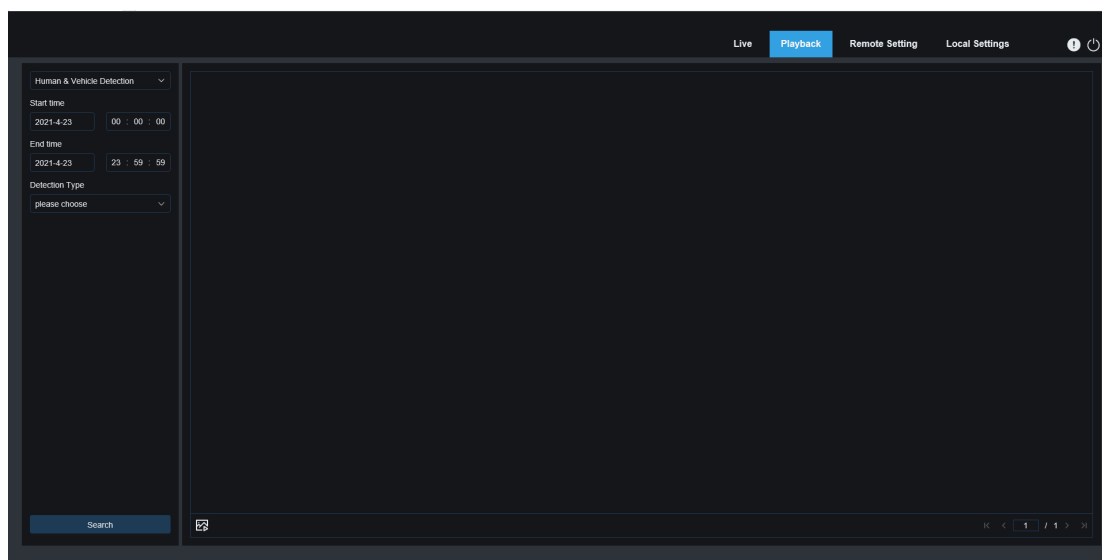 Live Playback Remote Setting Local Settings
Human & Vehicle Detection
Start time
2021-4-23 00 : 00 : 00
End time
2021-4-23 23 : 59 : 59
Detection Type
please choose
Search
1 / 1